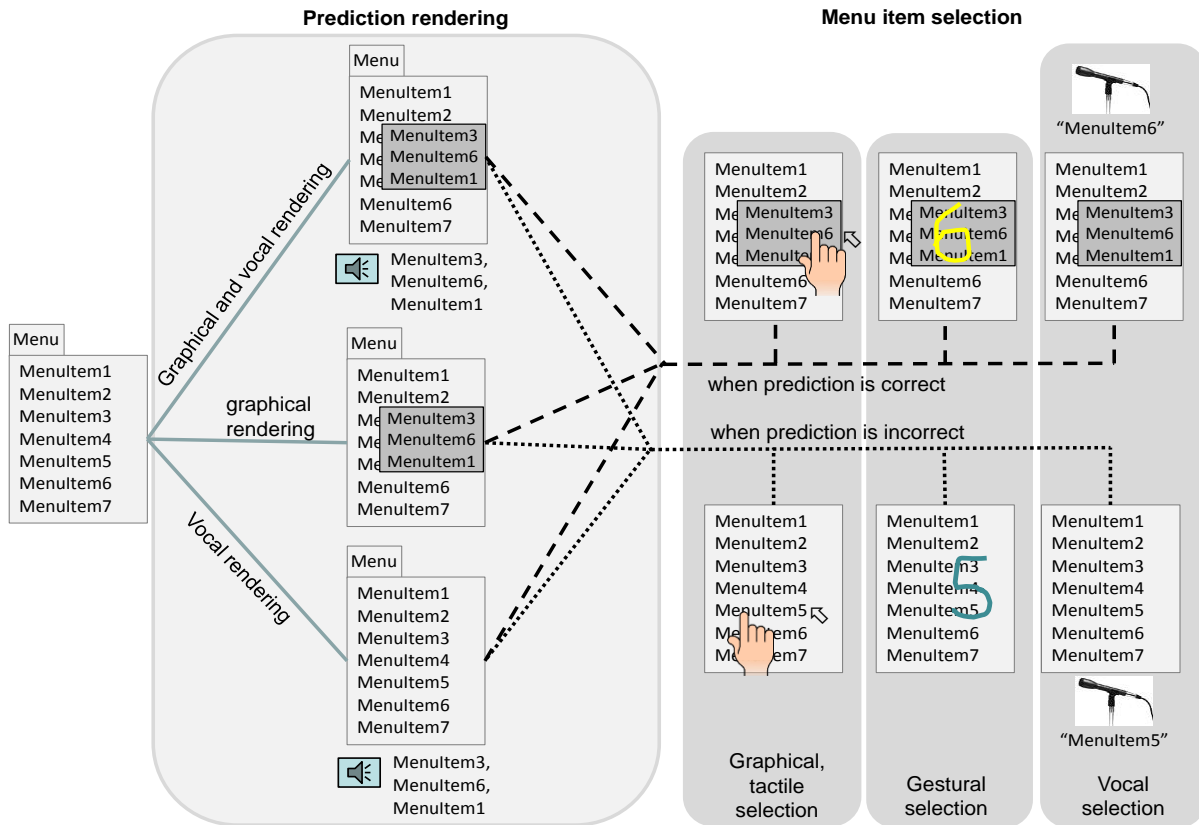 Prediction rendering
Menu item selection
Menu
MenuItem1
MenuItem2
MenuItem3
MenuItem4
MenuItem5
MenuItem6
MenuItem7
Graphical and vocal rendering
graphical
rendering
Vocal rendering
Menu
MenuItem1
MenuItem2
MenuItem3
MenuItem6
MenuItem1
MenuItem6
MenuItem7
MenuItem3,
MenuItem6,
MenuItem1
Menu
MenuItem1
MenuItem2
MenuItem3
MenuItem6
MenuItem1
MenuItem6
MenuItem7
Menu
MenuItem1
MenuItem2
MenuItem3
MenuItem4
MenuItem5
MenuItem6
MenuItem7
MenuItem3,
MenuItem6,
MenuItem1
MenuItem1
MenuItem2
MenuItem3
MenuItem6
MenuItem6
MenuItem7
MenuItem1
MenuItem2
MenuItem3
MenuItem6
MenuItem1
6
MenuItem6
MenuItem7
“MenuItem6”
MenuItem1
MenuItem2
MenuItem3
MenuItem6
MenuItem1
MenuItem6
MenuItem7
when prediction is correct
when prediction is incorrect
MenuItem1
MenuItem2
MenuItem3
MenuItem4
MenuItem5
MenuItem1
MenuItem2
MenuItem3
MenuItem4
MenuItem5
5
MenuItem6
MenuItem7
MenuItem1
MenuItem2
MenuItem3
MenuItem4
MenuItem5
MenuItem6
MenuItem7
“MenuItem5”
Graphical,
tactile
selection
Gestural
selection
Vocal
selection